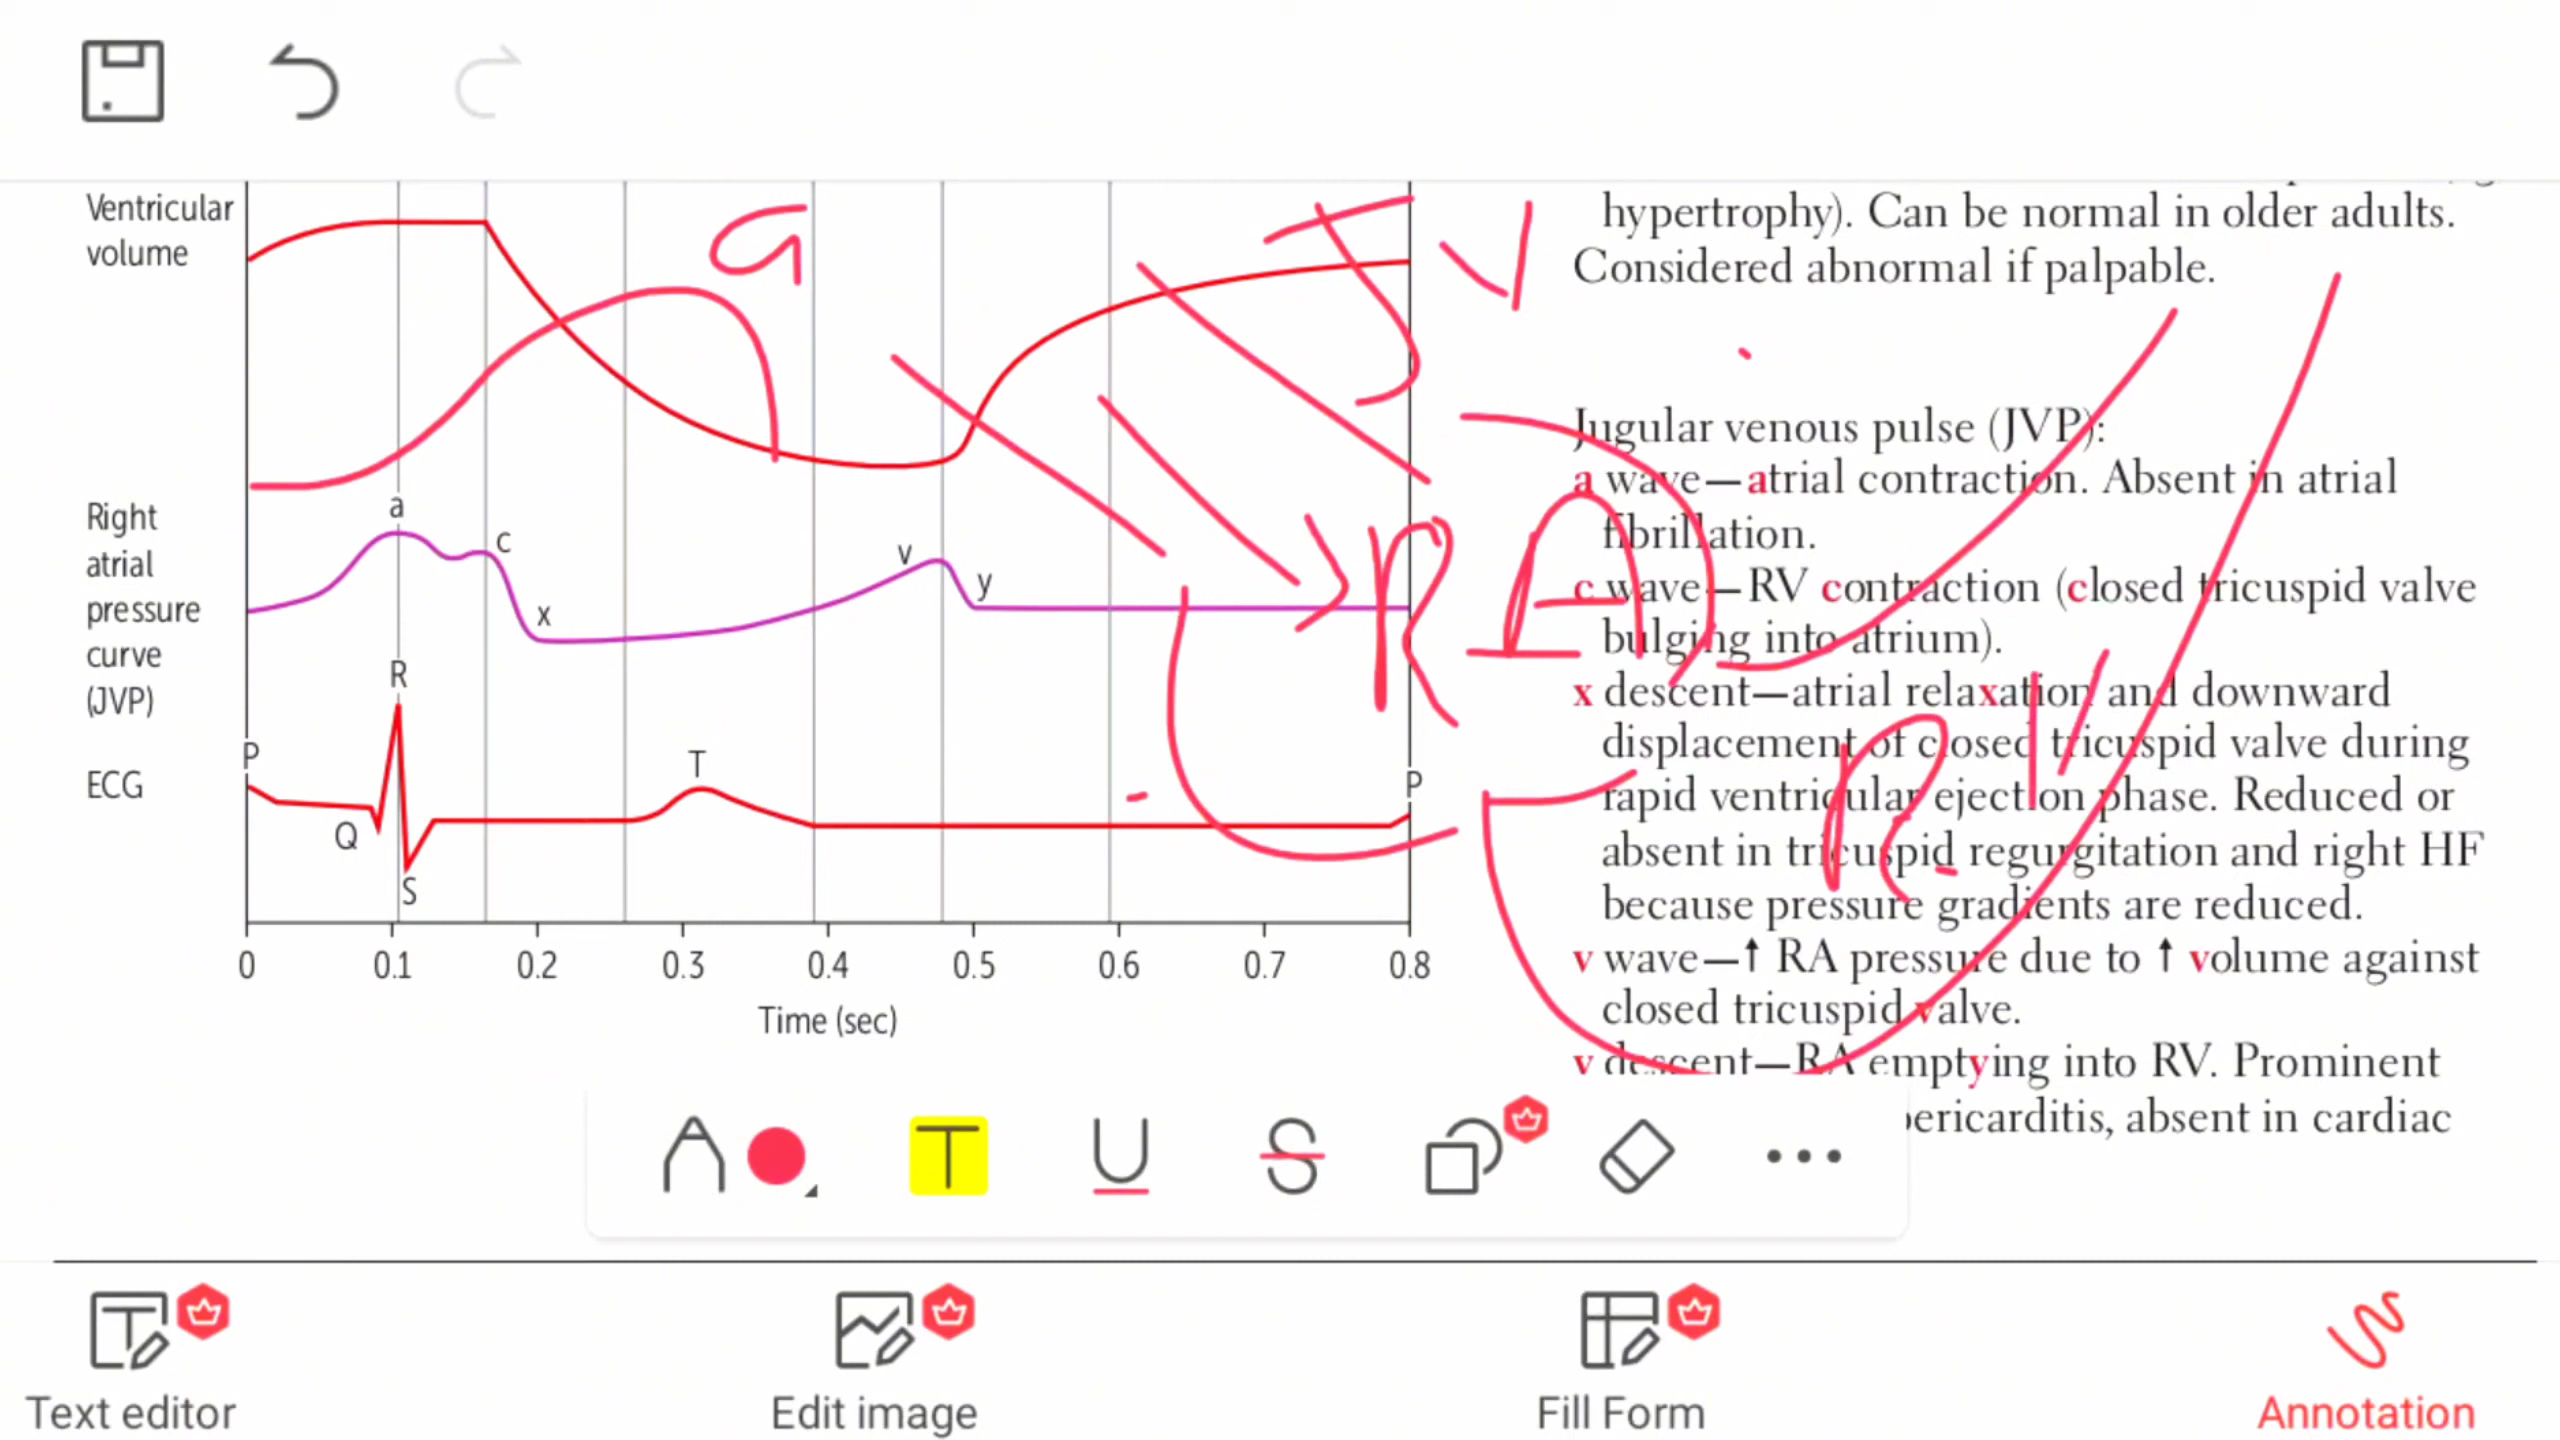 Ventricular
volume
a
J V
hypertrophy). Can be normal in older adults.
Considered abnormal if palpable.
Right
atrial
pressure
curve
(JVP)
a
c
x
v
y
RA
R
P
ECG
Q
S
T
P
0 0.1 0.2 0.3 0.4 0.5 0.6 0.7 0.8
Time (sec)
Jugular venous pulse (JVP):
a wave—atrial contraction. Absent in atrial
fibrillation.
c wave—RV contraction (closed tricuspid valve
bulging into atrium).
x descent—atrial relaxation and downward
displacement of closed tricuspid valve during
rapid ventricular ejection phase. Reduced or
absent in tricuspid regurgitation and right HF
because pressure gradients are reduced.
RV
v wave—↑ RA pressure due to ↑ volume against
closed tricuspid valve.
y descent—RA emptying into RV. Prominent
pericarditis, absent in cardiac
A T U S
Text editor
Edit image
Fill Form
Annotation